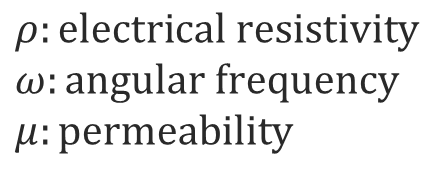 ρ: electrical resistivity
ω: angular frequency
μ: permeability